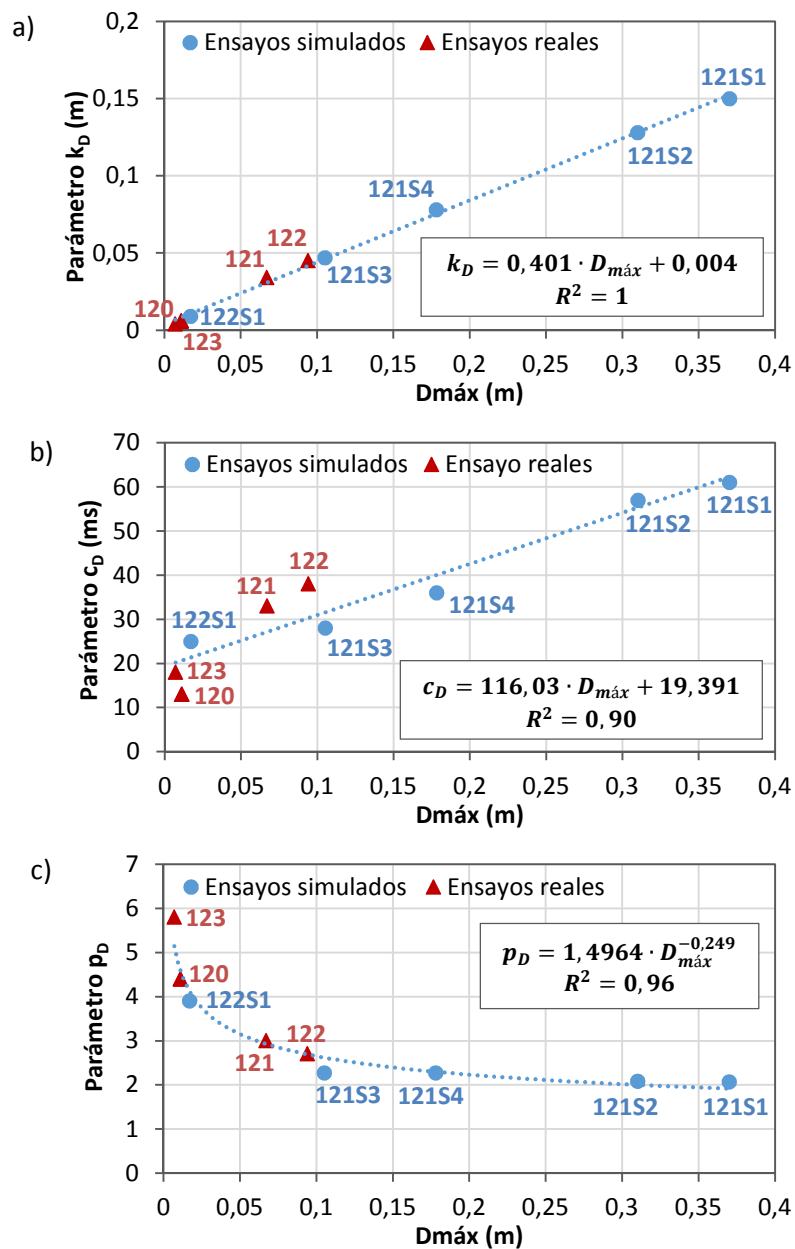 a)
0,2
0,15
0,1
0,05
0
Parámetro k_D (m)
Ensayos simulados
Ensayos reales
121S1
121S2
121S4
122
121
121S3
120
122S1
123
k_D = 0,401 · D_máx + 0,004
R² = 1
0 0,05 0,1 0,15 0,2 0,25 0,3 0,35 0,4
Dmáx (m)
b)
70
60
50
40
30
20
10
0
Parámetro c_D (ms)
Ensayos simulados
Ensayo reales
121S1
121S2
122
121
121S4
122S1
121S3
123
120
c_D = 116,03 · D_máx + 19,391
R² = 0,90
0 0,05 0,1 0,15 0,2 0,25 0,3 0,35 0,4
Dmáx (m)
c)
7
6
5
4
3
2
1
0
Parámetro p_D
Ensayos simulados
Ensayos reales
123
120
122S1
122
121
121S3
121S4
121S2
121S1
p_D = 1,4964 · D_máx^−0,249
R² = 0,96
0 0,05 0,1 0,15 0,2 0,25 0,3 0,35 0,4
Dmáx (m)